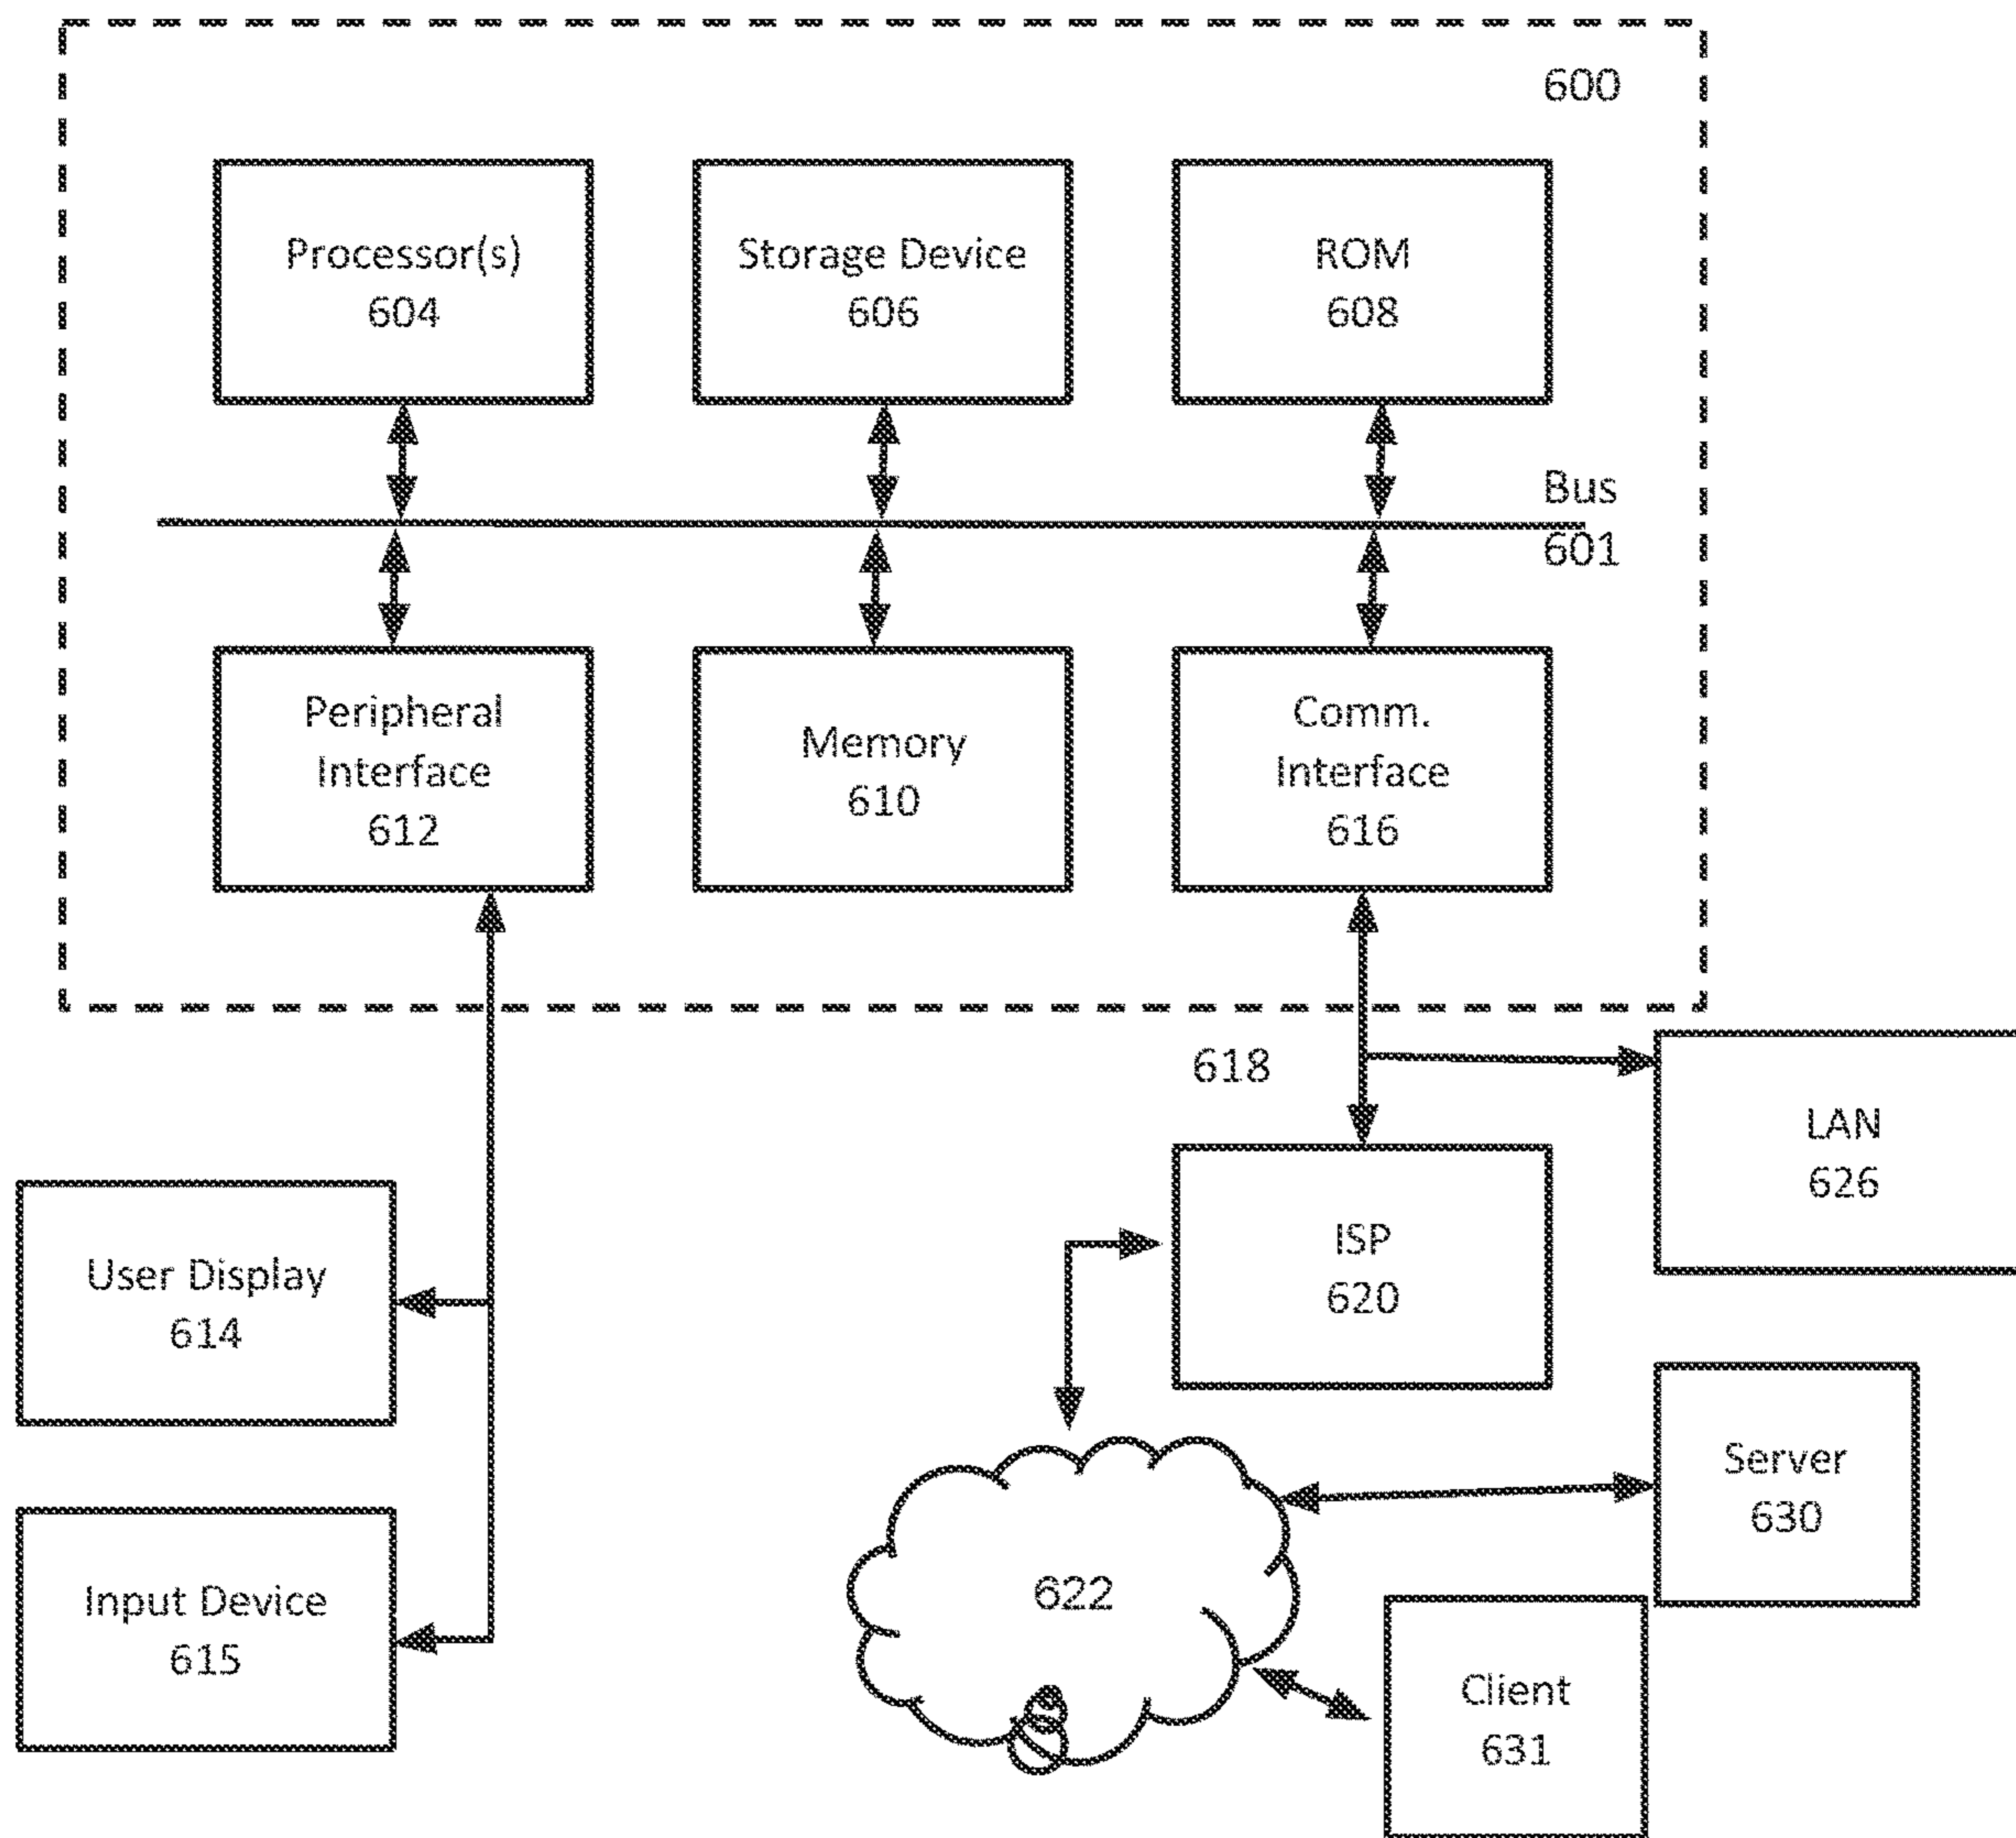 600
Processor(s)
604
Storage Device
606
ROM
608
Bus
601
Peripheral
Interface
612
Memory
610
Comm.
Interface
616
618
LAN
626
User Display
614
ISP
620
Server
630
Input Device
615
622
Client
631